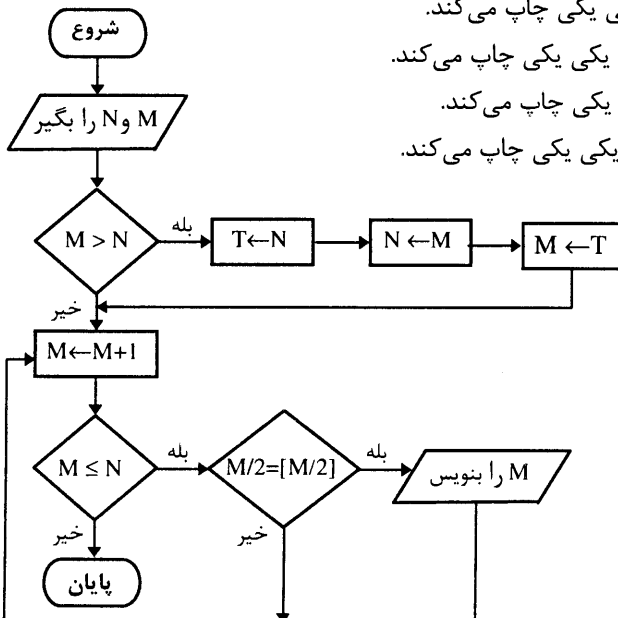 یکی چاپ می‌کند.
یکی یکی چاپ می‌کند.
یکی چاپ می‌کند.
یکی یکی چاپ می‌کند.
شروع
M و N را بگیر
M > N
بله
T←N
N ←M
M ←T
خیر
M←M+1
M ≤ N
بله
M/2=[M/2]
بله
M را بنویس
خیر
خیر
پایان